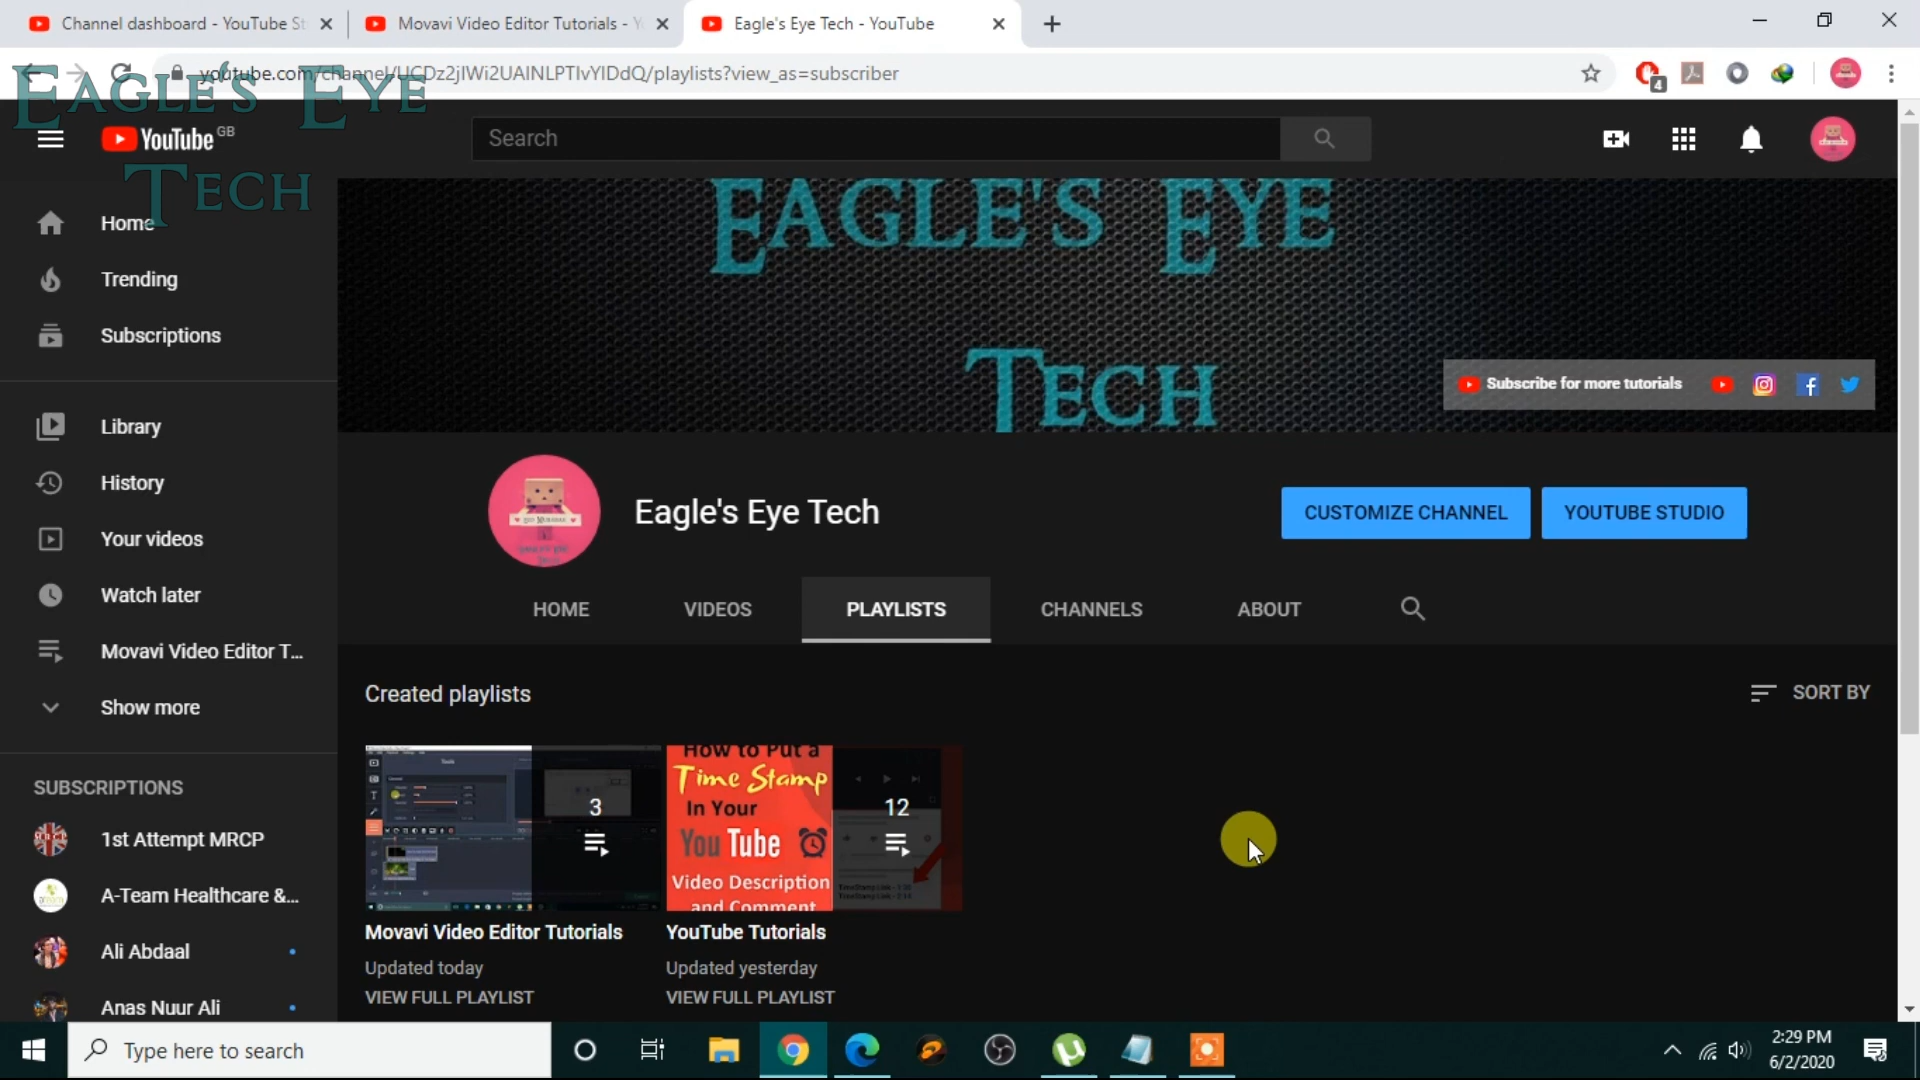 Channel dashboard - YouTube St
Movavi Video Editor Tutorials - Y
Eagle's Eye Tech - YouTube
youtube.com/channel/UCDz2jIWi2UAINLPTIvYIDdQ/playlists?view_as=subscriber
4
EAGLE'S EYE
TECH
YouTube GB
Search
Home
Trending
Subscriptions
Library
History
Your videos
Watch later
Movavi Video Editor T...
Show more
SUBSCRIPTIONS
1st Attempt MRCP
A-Team Healthcare &...
Ali Abdaal
Anas Nuur Ali
EAGLE'S EYE
TECH
Subscribe for more tutorials
Eagle's Eye Tech
CUSTOMIZE CHANNEL
YOUTUBE STUDIO
HOME
VIDEOS
PLAYLISTS
CHANNELS
ABOUT
Created playlists
SORT BY
3
How to Put a
Time Stamp
In Your
YouTube
Video Description
and Comment
12
Movavi Video Editor Tutorials
Updated today
VIEW FULL PLAYLIST
YouTube Tutorials
Updated yesterday
VIEW FULL PLAYLIST
Type here to search
2:29 PM
6/2/2020